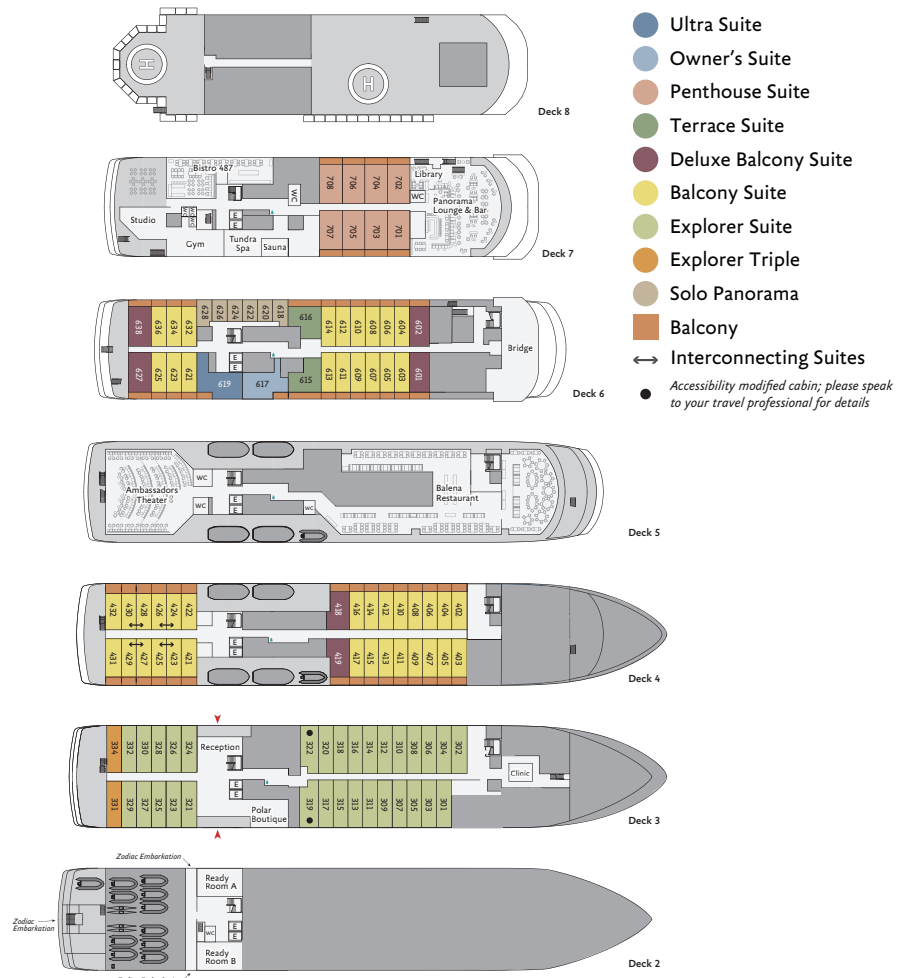 Ultra Suite
Owner's Suite
Penthouse Suite
Terrace Suite
Deluxe Balcony Suite
Balcony Suite
Explorer Suite
Explorer Triple
Solo Panorama
Balcony
Interconnecting Suites
Accessibility modified cabin; please speak
to your travel professional for details
H
H
Deck 8
Bistro 487
WC
708
706
704
702
Library
WC
Panorama
Lounge & Bar
Studio
WC
WC
WC
E
E
Gym
Tundra
Spa
Sauna
707
705
703
701
Deck 7
638
636
634
632
628
626
624
622
620
618
616
614
612
610
608
606
604
602
Bridge
E
E
627
625
623
621
619
617
615
613
611
609
607
605
603
601
Deck 6
Ambassadors
Theater
WC
WC
E
E
WC
Balena
Restaurant
Deck 5
432
430
428
426
424
422
418
416
414
412
410
408
406
404
402
E
E
431
429
427
425
423
421
419
417
415
413
411
409
407
405
403
Deck 4
334
332
330
328
326
324
Reception
322
320
318
316
314
312
310
308
306
304
302
Clinic
E
E
331
329
327
325
323
321
Polar
Boutique
319
317
315
313
311
309
307
305
303
301
Deck 3
Zodiac Embarkation
Ready
Room A
Zodiac
Embarkation
WC
E
E
Ready
Room B
Deck 2